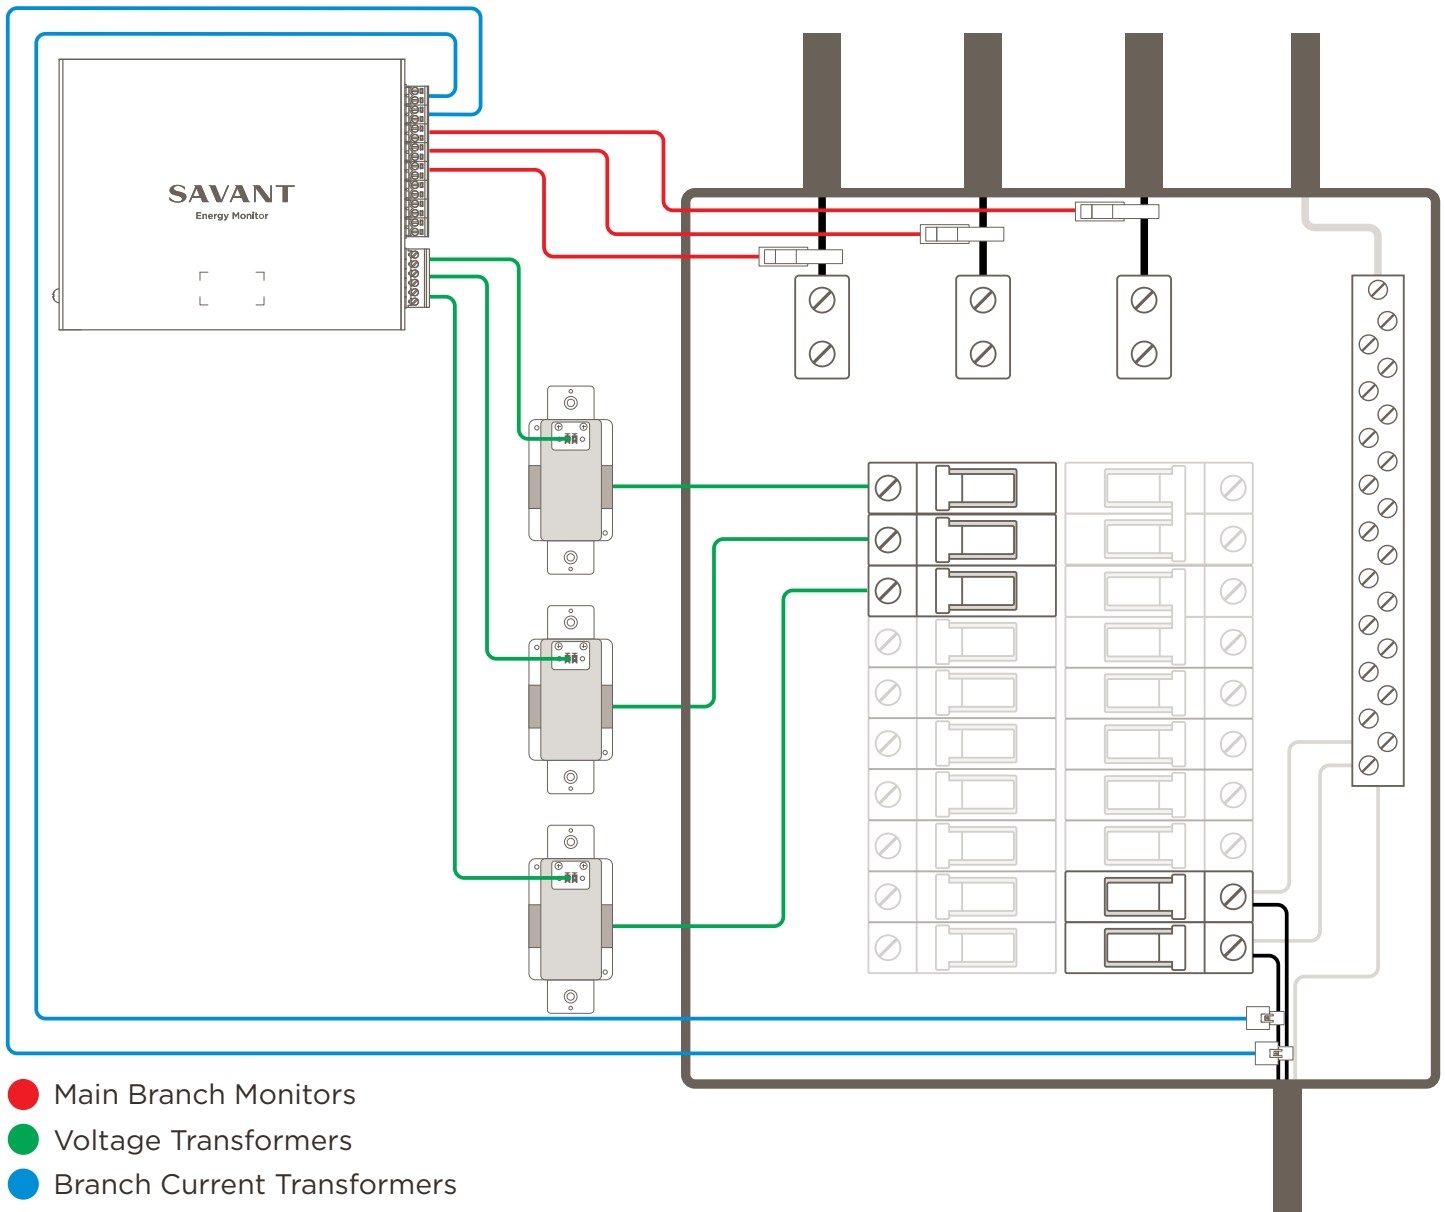 SAVANT
Energy Monitor
Main Branch Monitors
Voltage Transformers
Branch Current Transformers